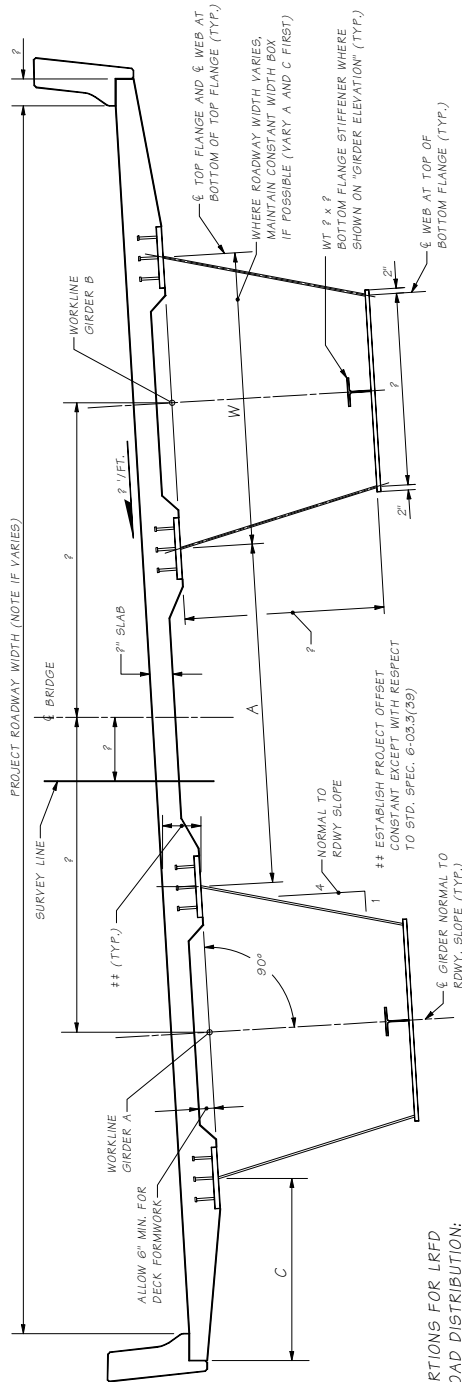 PROJECT ROADWAY WIDTH (NOTE IF VARIES)
?
SURVEY LINE
℄ BRIDGE
?
?
?
?" SLAB
? '/FT.
WORKLINE
GIRDER B
℄ TOP FLANGE AND ℄ WEB AT
BOTTOM OF TOP FLANGE (TYP.)
WHERE ROADWAY WIDTH VARIES,
MAINTAIN CONSTANT WIDTH BOX
IF POSSIBLE (VARY A AND C FIRST)
WT ? x ?
BOTTOM FLANGE STIFFENER WHERE
SHOWN ON "GIRDER ELEVATION" (TYP.)
℄ WEB AT TOP OF
BOTTOM FLANGE (TYP.)
ALLOW 6" MIN. FOR
DECK FORMWORK
WORKLINE
GIRDER A
‡‡ (TYP.)
W
A
C
90°
4
1
NORMAL TO
RDWY SLOPE
?
2"
?
2"
‡‡ ESTABLISH PROJECT OFFSET
CONSTANT EXCEPT WITH RESPECT
TO STD. SPEC. 6-03.3(39)
℄ GIRDER NORMAL TO
RDWY. SLOPE (TYP.)
RTIONS FOR LRFD
OAD DISTRIBUTION: